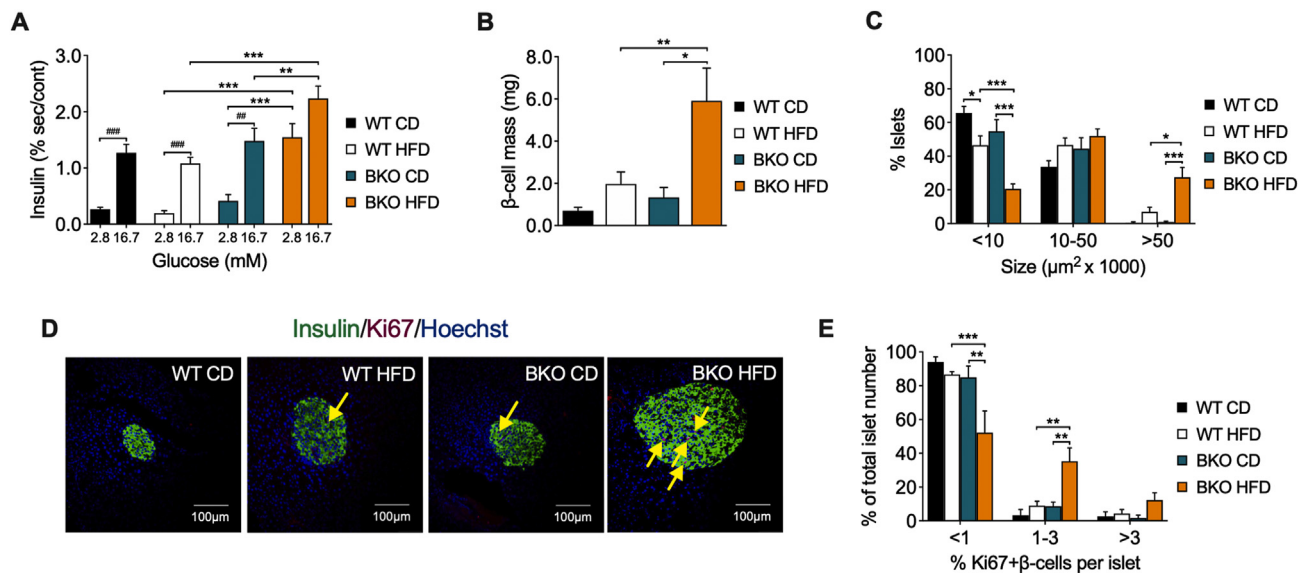 A
Insulin (% sec/cont)
3.0
2.0
1.0
0.0
***
***
**
***
***
###
###
##
2.8 16.7 2.8 16.7 2.8 16.7 2.8 16.7
Glucose (mM)
WT CD
WT HFD
BKO CD
BKO HFD
B
β-cell mass (mg)
8.0
6.0
4.0
2.0
0.0
**
*
WT CD
WT HFD
BKO CD
BKO HFD
C
% Islets
100
80
60
40
20
0
* ***
***
*
***
<10 10-50 >50
Size (µm² x 1000)
WT CD
WT HFD
BKO CD
BKO HFD
D
Insulin/Ki67/Hoechst
WT CD
100µm
WT HFD
100µm
BKO CD
100µm
BKO HFD
100µm
E
% of total islet number
100
80
60
40
20
0
***
**
**
**
<1 1-3 >3
% Ki67+β-cells per islet
WT CD
WT HFD
BKO CD
BKO HFD